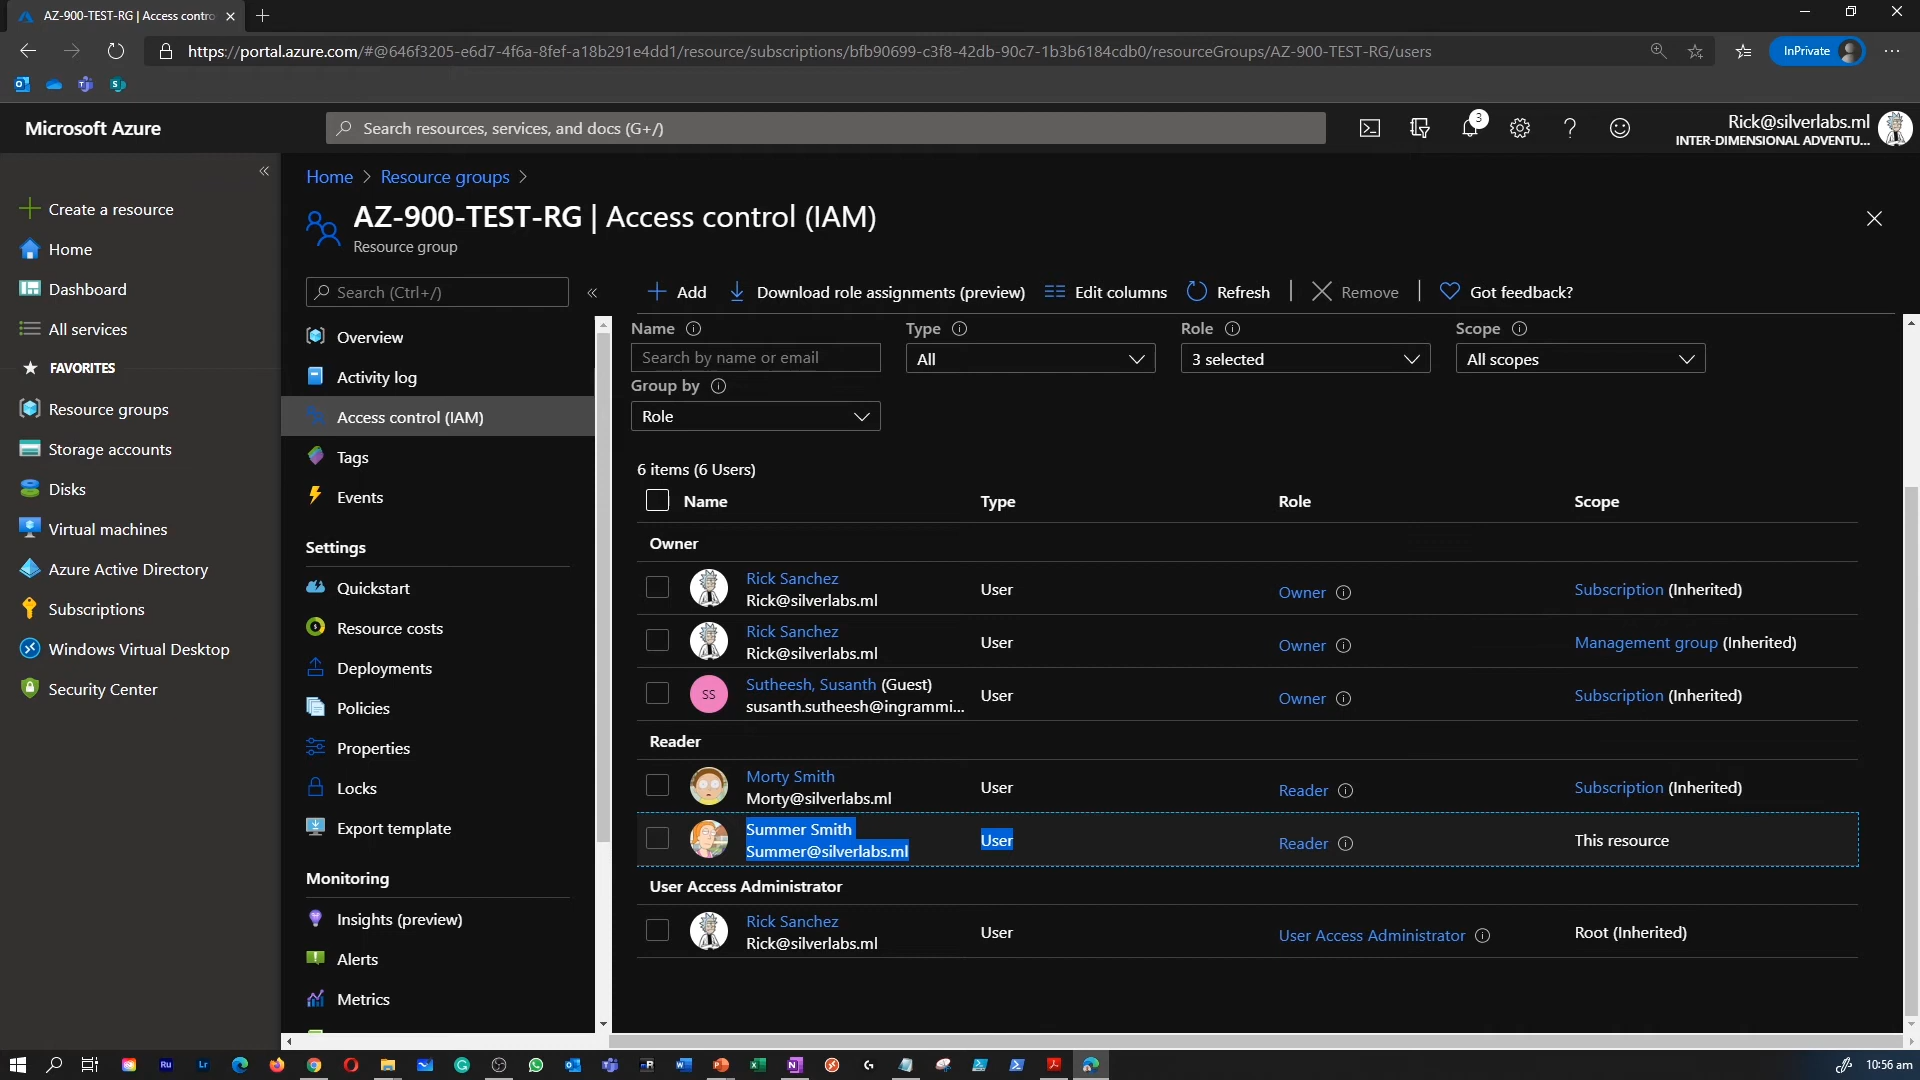 AZ-900-TEST-RG | Access contro
https://portal.azure.com/#@646f3205-e6d7-4f6a-8fef-a18b291e4dd1/resource/subscriptions/bfb90699-c3f8-42db-90c7-1b3b6184cdb0/resourceGroups/AZ-900-TEST-RG/users
InPrivate
Microsoft Azure
Search resources, services, and docs (G+/)
3
Rick@silverlabs.ml
INTER-DIMENSIONAL ADVENTU...
Create a resource
Home
Dashboard
All services
FAVORITES
Resource groups
Storage accounts
Disks
Virtual machines
Azure Active Directory
Subscriptions
Windows Virtual Desktop
Security Center
Home > Resource groups >
AZ-900-TEST-RG | Access control (IAM)
Resource group
Search (Ctrl+/)
Overview
Activity log
Access control (IAM)
Tags
Events
Settings
Quickstart
Resource costs
Deployments
Policies
Properties
Locks
Export template
Monitoring
Insights (preview)
Alerts
Metrics
Add Download role assignments (preview) Edit columns Refresh | Remove | Got feedback?
Name Type Role Scope
Search by name or email All 3 selected All scopes
Group by
Role
6 items (6 Users)
Name Type Role Scope
Owner
Rick Sanchez
Rick@silverlabs.ml User Owner Subscription (Inherited)
Rick Sanchez
Rick@silverlabs.ml User Owner Management group (Inherited)
SS Sutheesh, Susanth (Guest)
susanth.sutheesh@ingrammi... User Owner Subscription (Inherited)
Reader
Morty Smith
Morty@silverlabs.ml User Reader Subscription (Inherited)
Summer Smith
Summer@silverlabs.ml User Reader This resource
User Access Administrator
Rick Sanchez
Rick@silverlabs.ml User User Access Administrator Root (Inherited)
Ru Lr
10:56 am